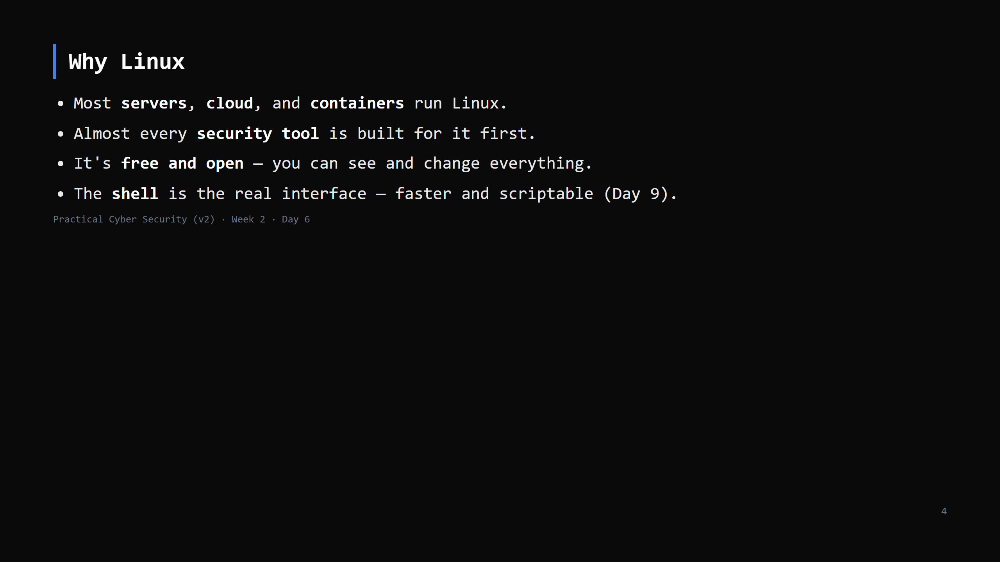 Why Linux
• Most servers, cloud, and containers run Linux.
• Almost every security tool is built for it first.
• It's free and open — you can see and change everything.
• The shell is the real interface — faster and scriptable (Day 9).
Practical Cyber Security (v2) · Week 2 · Day 6
4